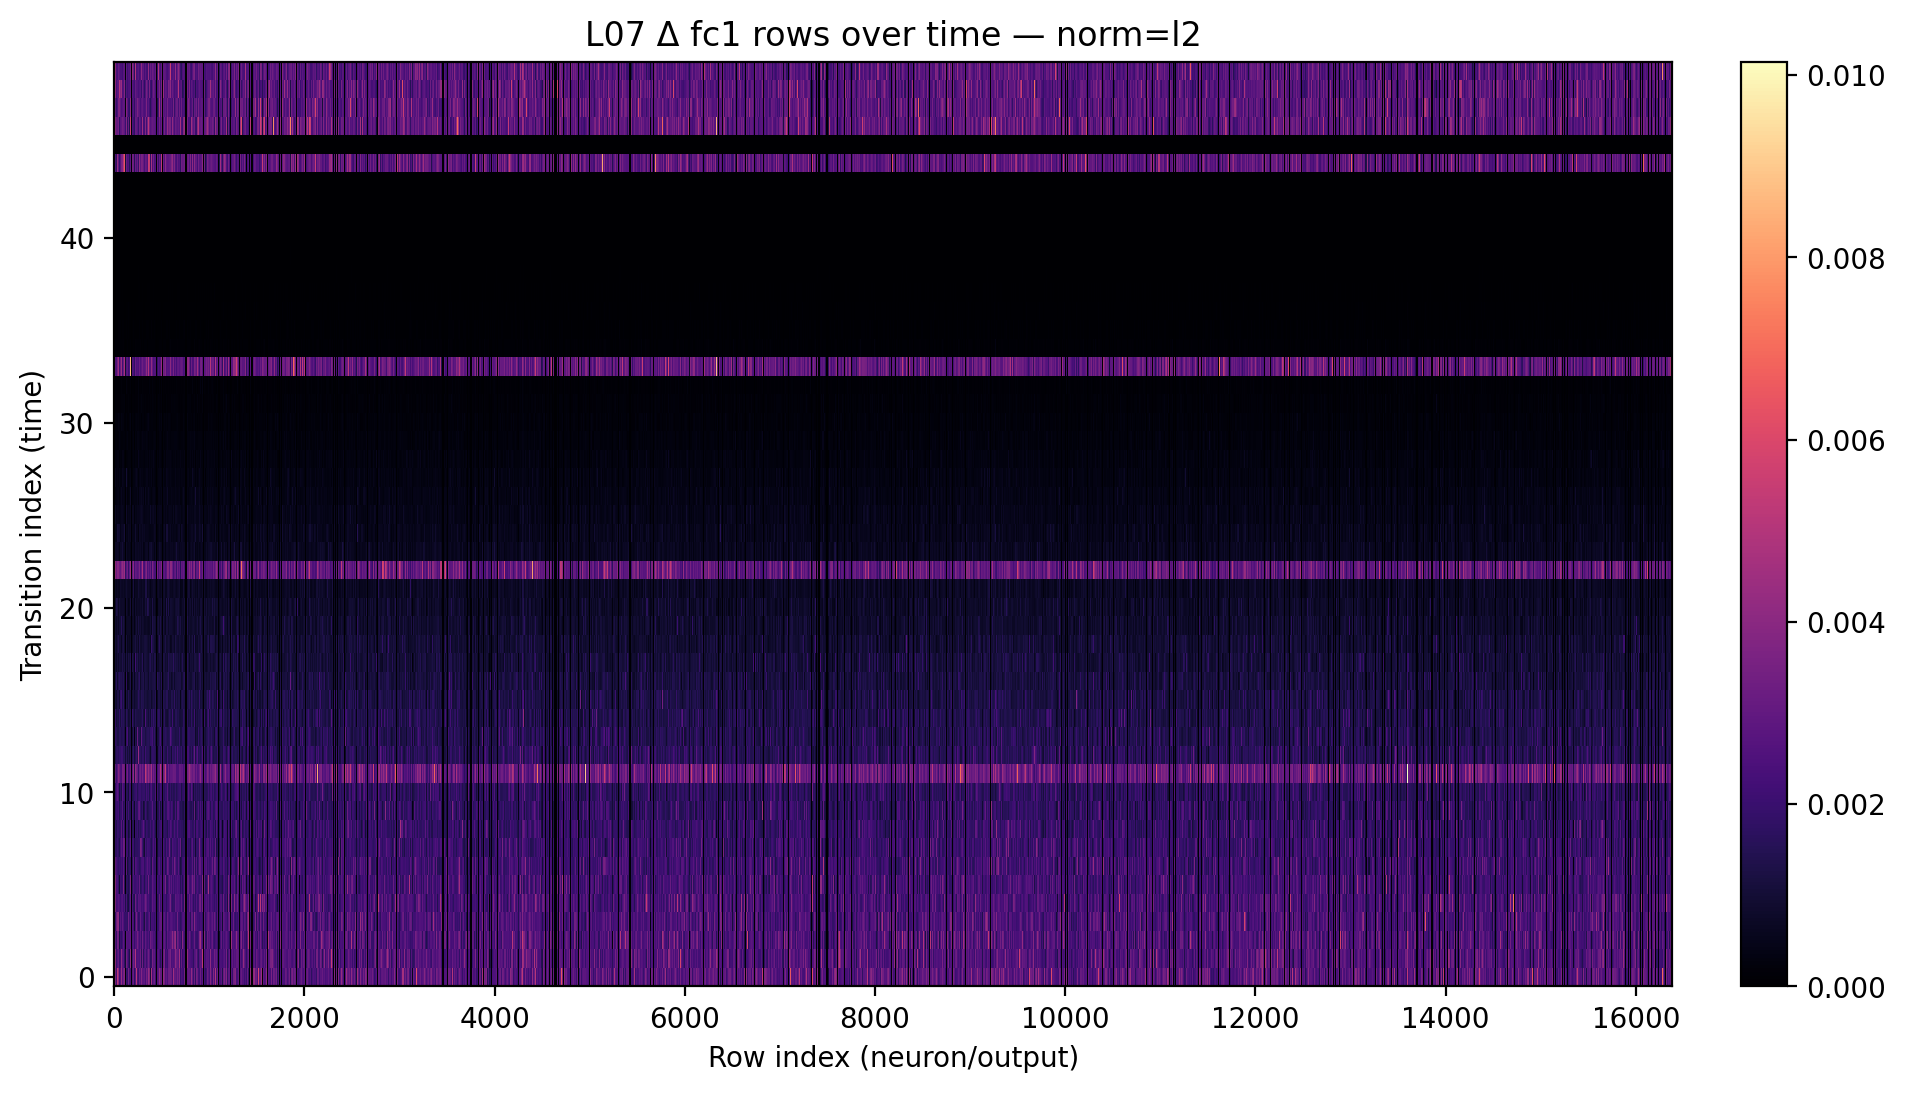 L07 Δ fc1 rows over time — norm=l2
Transition index (time)
40
30
20
10
0
0 2000 4000 6000 8000 10000 12000 14000 16000
Row index (neuron/output)
0.010
0.008
0.006
0.004
0.002
0.000